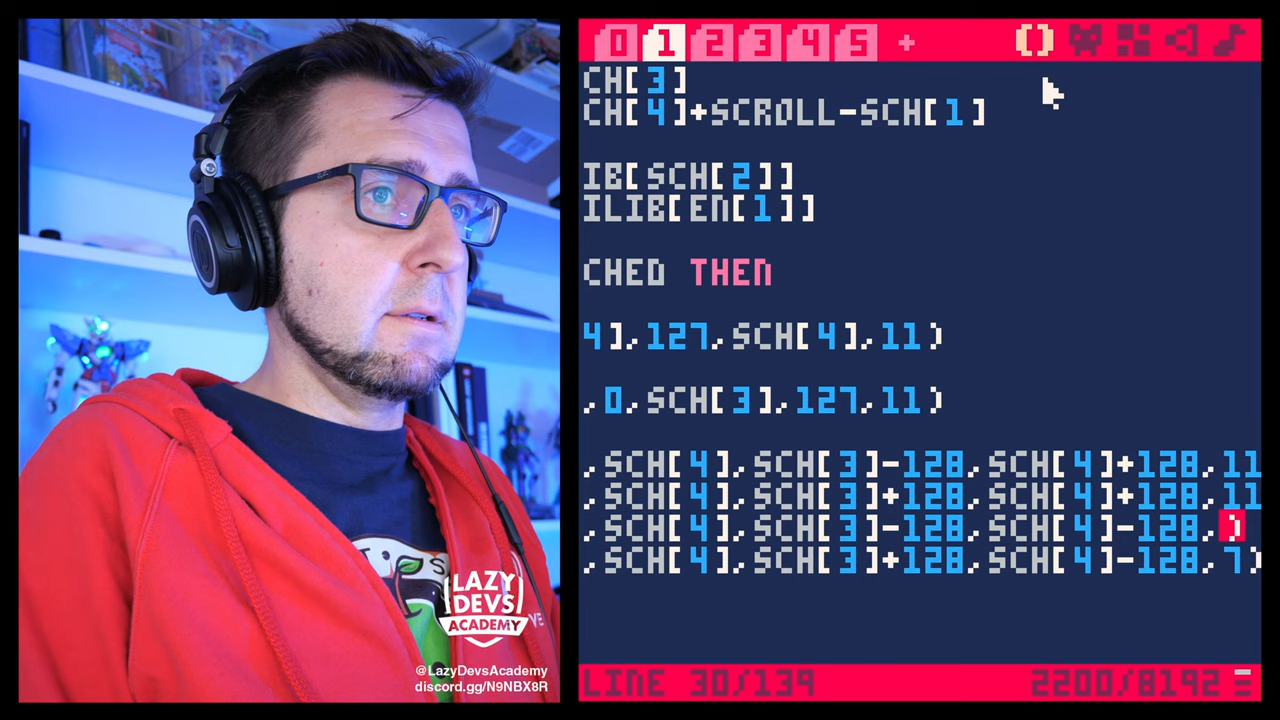 LAZY
DEVS
ACADEMY
@LazyDevsAcademy
discord.gg/N9NBX8R
0 1 2 3 4 5 +
CH[3]
CH[4]+SCROLL-SCH[1]
IB[SCH[2]]
ILIB[EN[1]]
CHED THEN
4],127,SCH[4],11)
,0,SCH[3],127,11)
,SCH[4],SCH[3]-128,SCH[4]+128,11
,SCH[4],SCH[3]+128,SCH[4]+128,11
,SCH[4],SCH[3]-128,SCH[4]-128,)
,SCH[4],SCH[3]+128,SCH[4]-128,7)
LINE 30/139
2200/8192